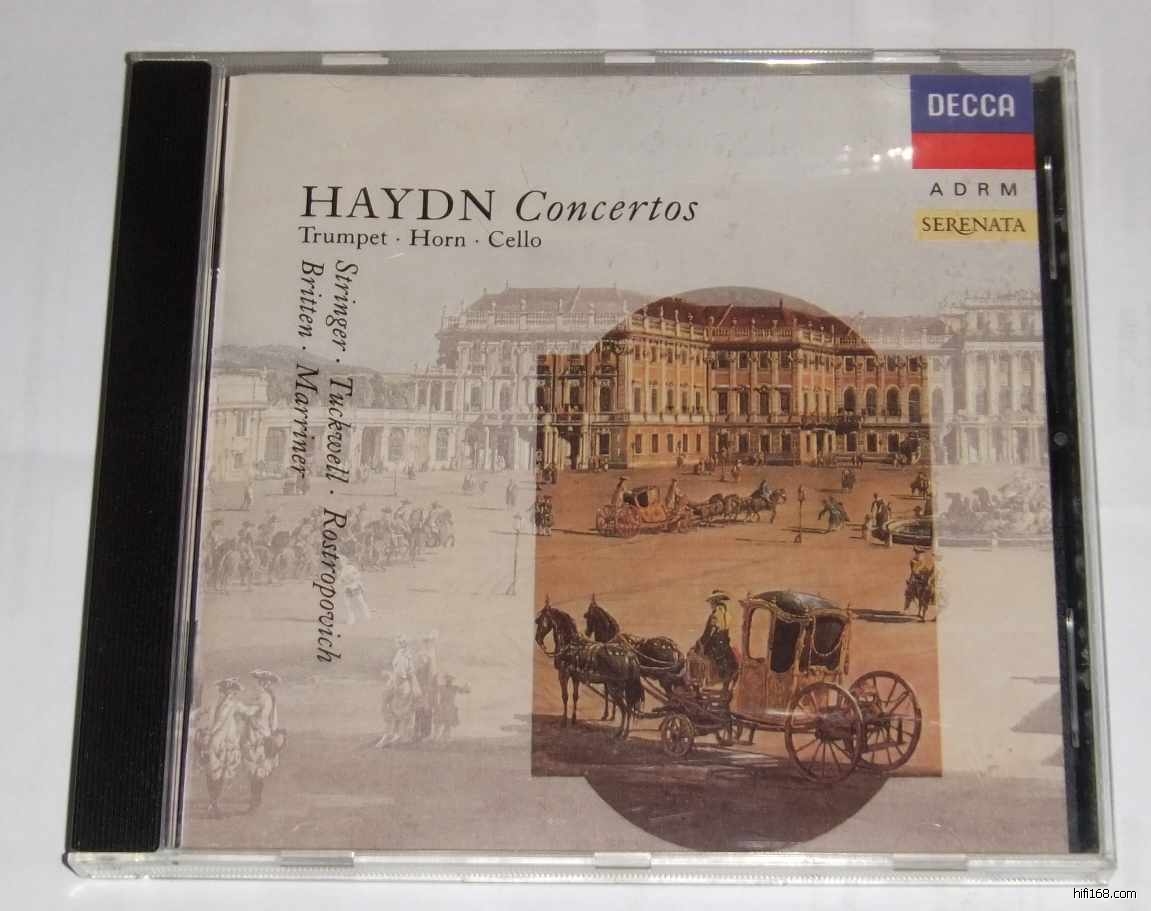 DECCA
ADRM
SERENATA
HAYDN Concertos
Trumpet · Horn · Cello
Stringer · Tuckwell · Rostropovich
Britten · Marriner
hifi168.com